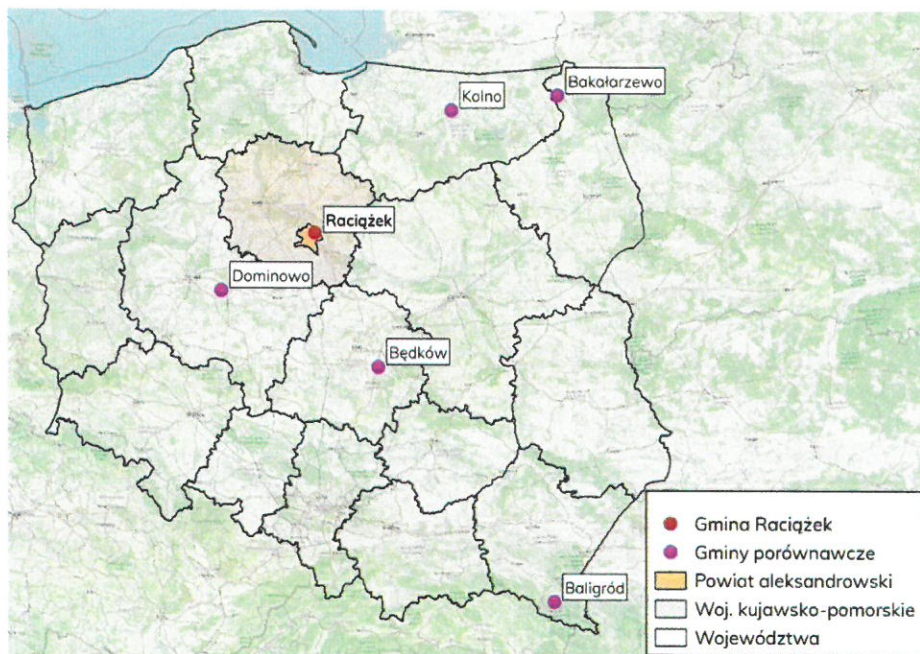 Kolno
Bakałarzewo
Raciążek
Dominowo
Będków
Baligród
Gmina Raciążek
Gminy porównawcze
Powiat aleksandrowski
Woj. kujawsko-pomorskie
Województwa